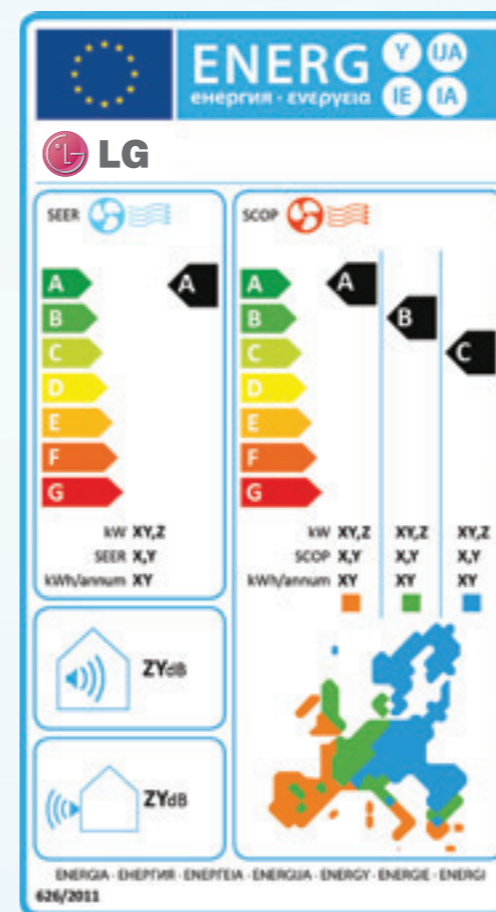 ENERG Y UA
енергия · ενεργεια IE IA
LG
SEER
A
B
C
D
E
F
G
A
kW XY,Z
SEER X,Y
kWh/annum XY
SCOP
A
B
C
D
E
F
G
A
B
C
kW XY,Z XY,Z XY,Z
SCOP X,Y X,Y X,Y
kWh/annum XY XY XY
ZYdB
ZYdB
ENERGIA · ЕНЕРГИЯ · ΕΝΕΡΓΕΙΑ · ENERGIJA · ENERGY · ENERGIE · ENERGI
626/2011